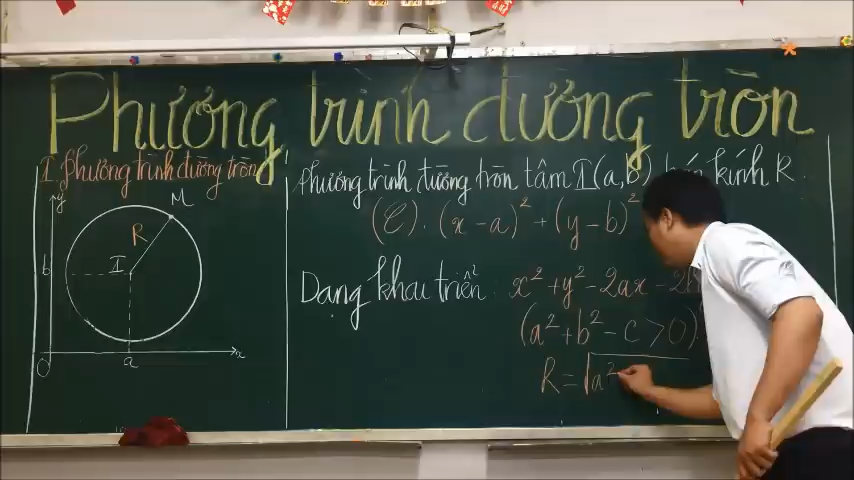 Phương trình đường tròn
I. phương trình đường tròn
y
M
R
I
b
O
a
x
phương trình đường tròn tâm I(a,b) kính R.
(C). (x - a)² + (y - b)²
Dạng khai triển: x² + y² - 2ax - 2b
(a² + b² - c > 0)
R = √a²